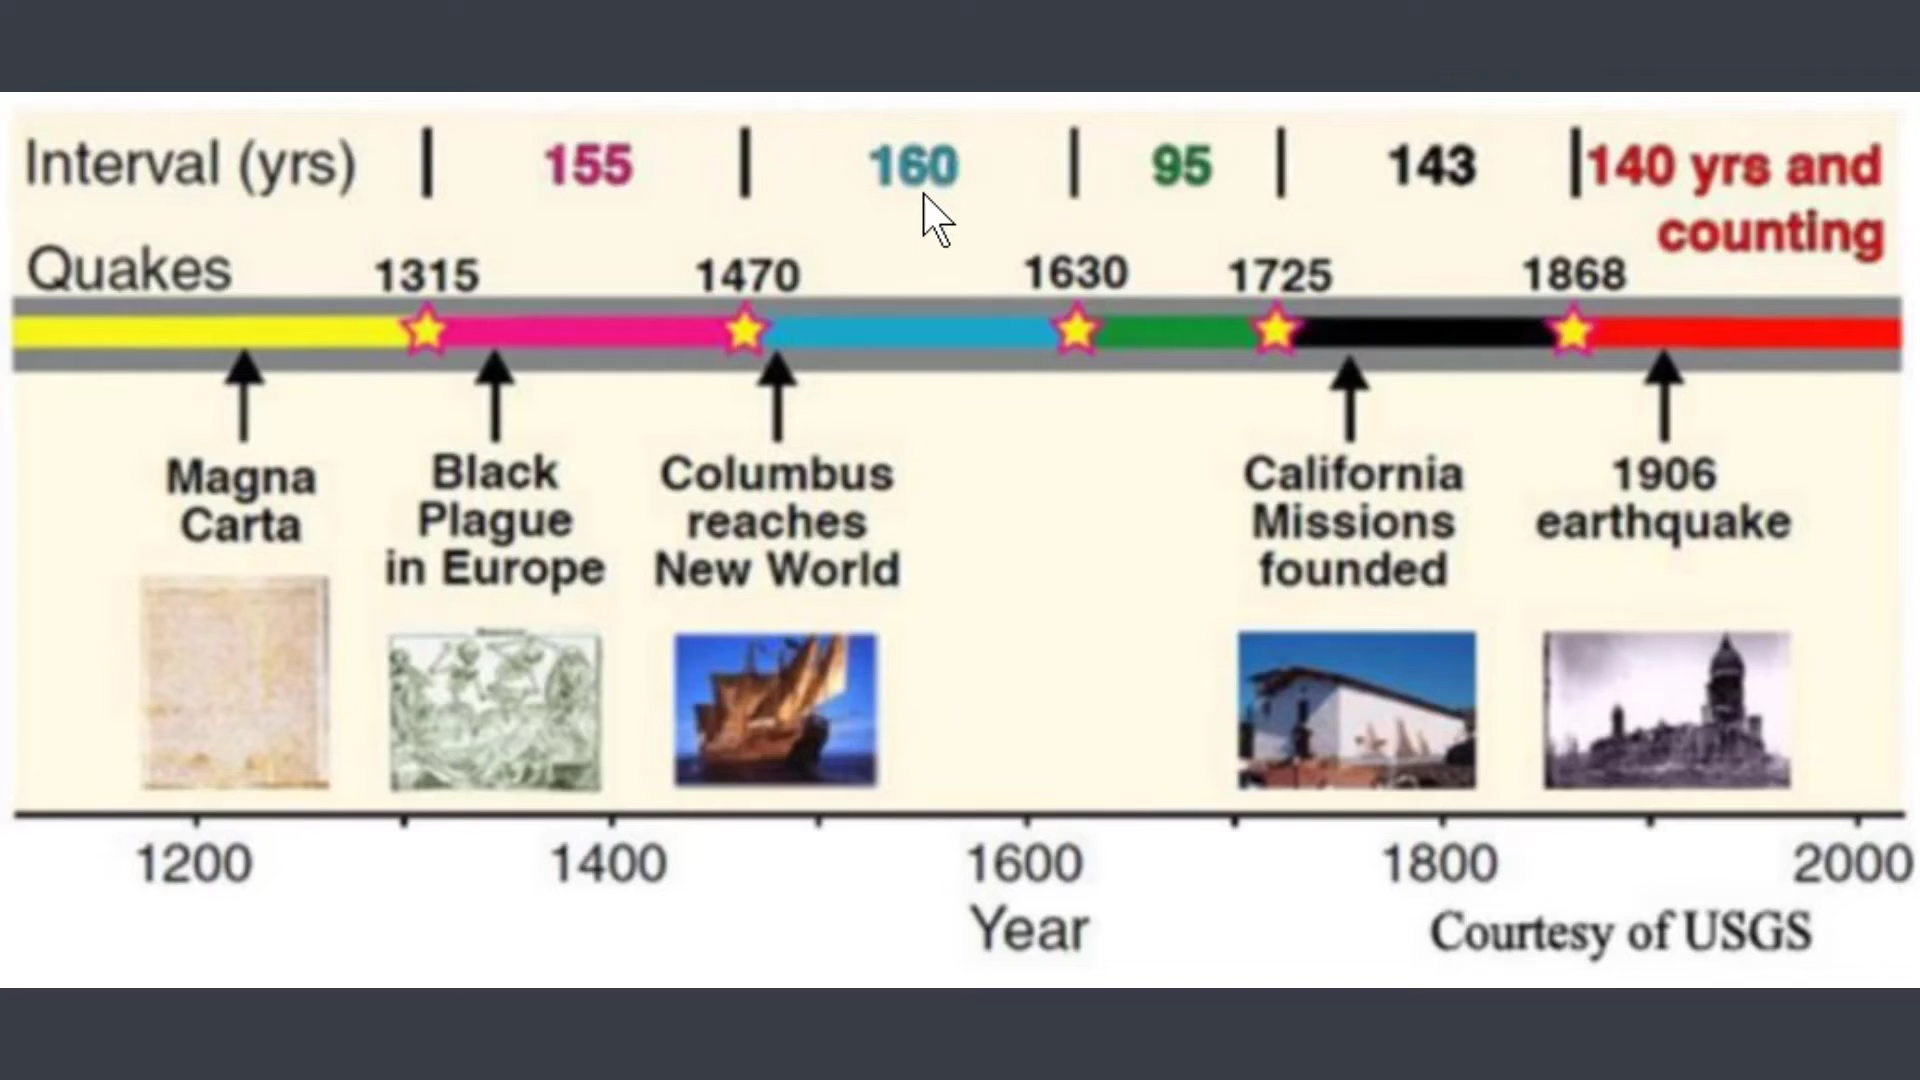 Interval (yrs) | 155 | 160 | 95 | 143 | 140 yrs and
counting
Quakes 1315 1470 1630 1725 1868
Magna
Carta
Black
Plague
in Europe
Columbus
reaches
New World
California
Missions
founded
1906
earthquake
1200 1400 1600 1800 2000
Year
Courtesy of USGS